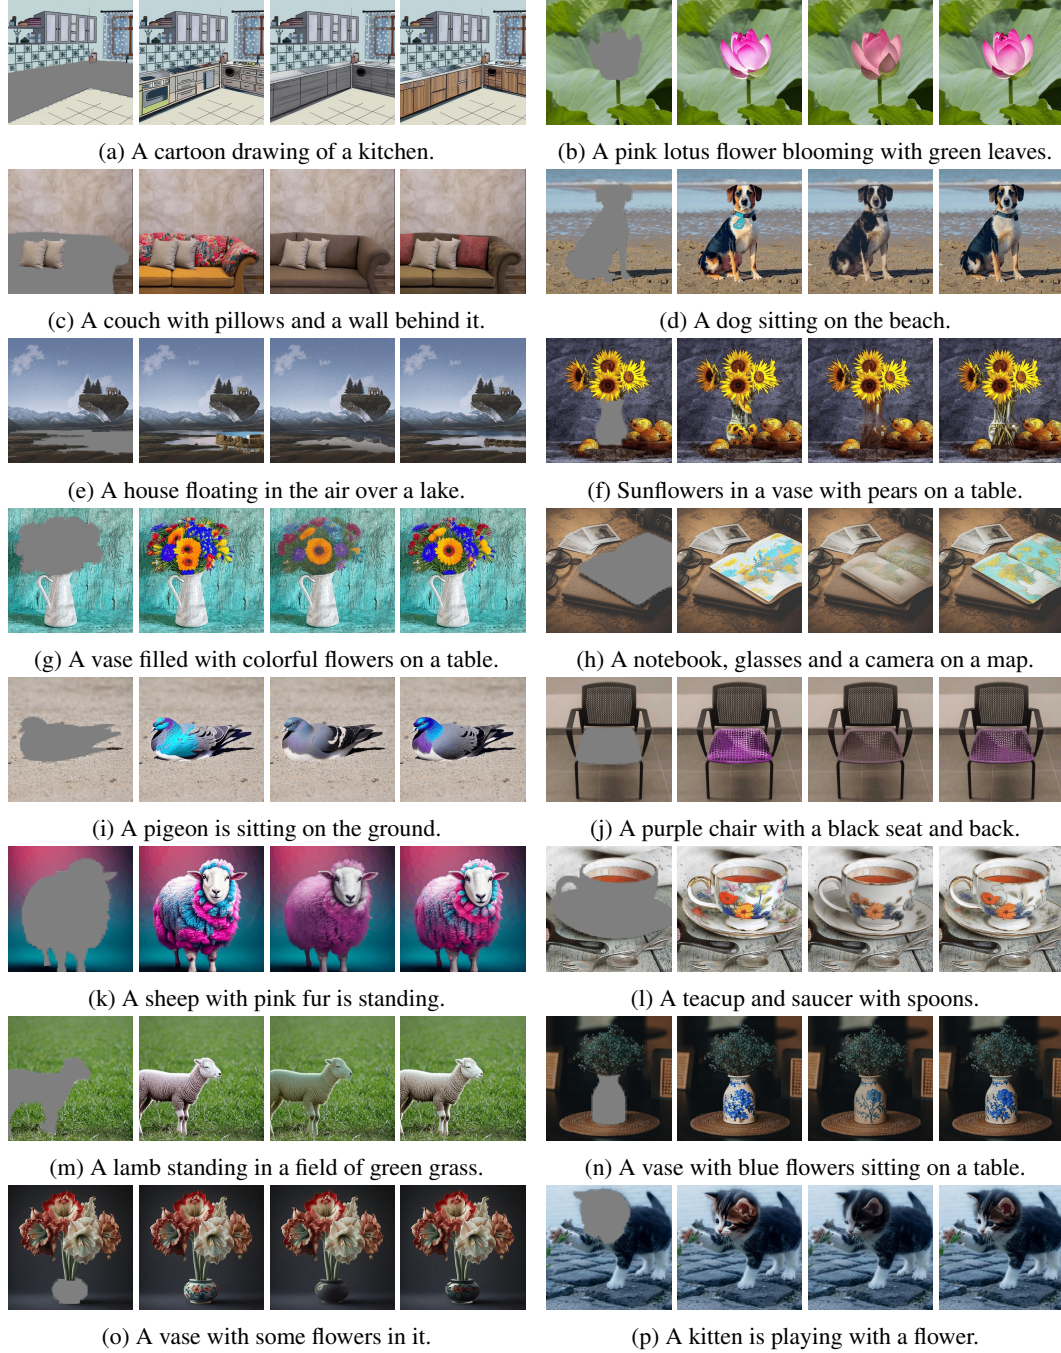 (a) A cartoon drawing of a kitchen.
(b) A pink lotus flower blooming with green leaves.
(c) A couch with pillows and a wall behind it.
(d) A dog sitting on the beach.
(e) A house floating in the air over a lake.
(f) Sunflowers in a vase with pears on a table.
(g) A vase filled with colorful flowers on a table.
(h) A notebook, glasses and a camera on a map.
(i) A pigeon is sitting on the ground.
(j) A purple chair with a black seat and back.
(k) A sheep with pink fur is standing.
(l) A teacup and saucer with spoons.
(m) A lamb standing in a field of green grass.
(n) A vase with blue flowers sitting on a table.
(o) A vase with some flowers in it.
(p) A kitten is playing with a flower.